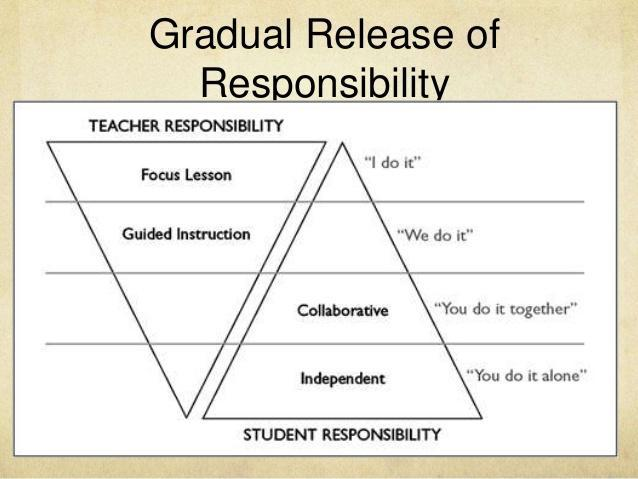 Gradual Release of
Responsibility
TEACHER RESPONSIBILITY
Focus Lesson
"I do it"
Guided Instruction
"We do it"
Collaborative
"You do it together"
Independent
"You do it alone"
STUDENT RESPONSIBILITY